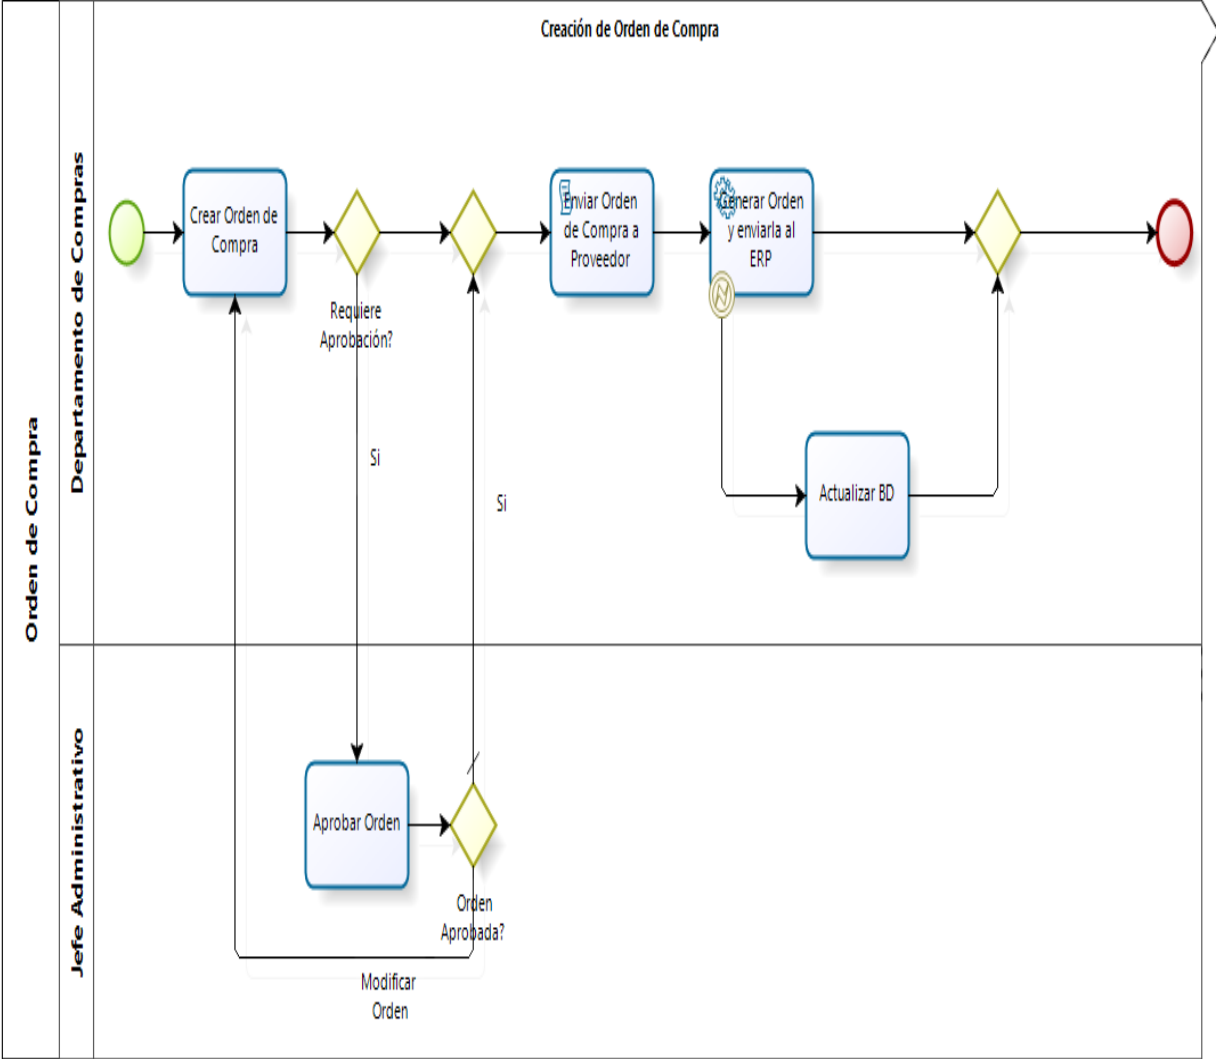 Creación de Orden de Compra
Orden de Compra
Departamento de Compras
Crear Orden de
Compra
Requiere
Aprobación?
Si
Si
Enviar Orden
de Compra a
Proveedor
Generar Orden
y enviarla al
ERP
Actualizar BD
Jefe Administrativo
Aprobar Orden
Orden
Aprobada?
Modificar
Orden